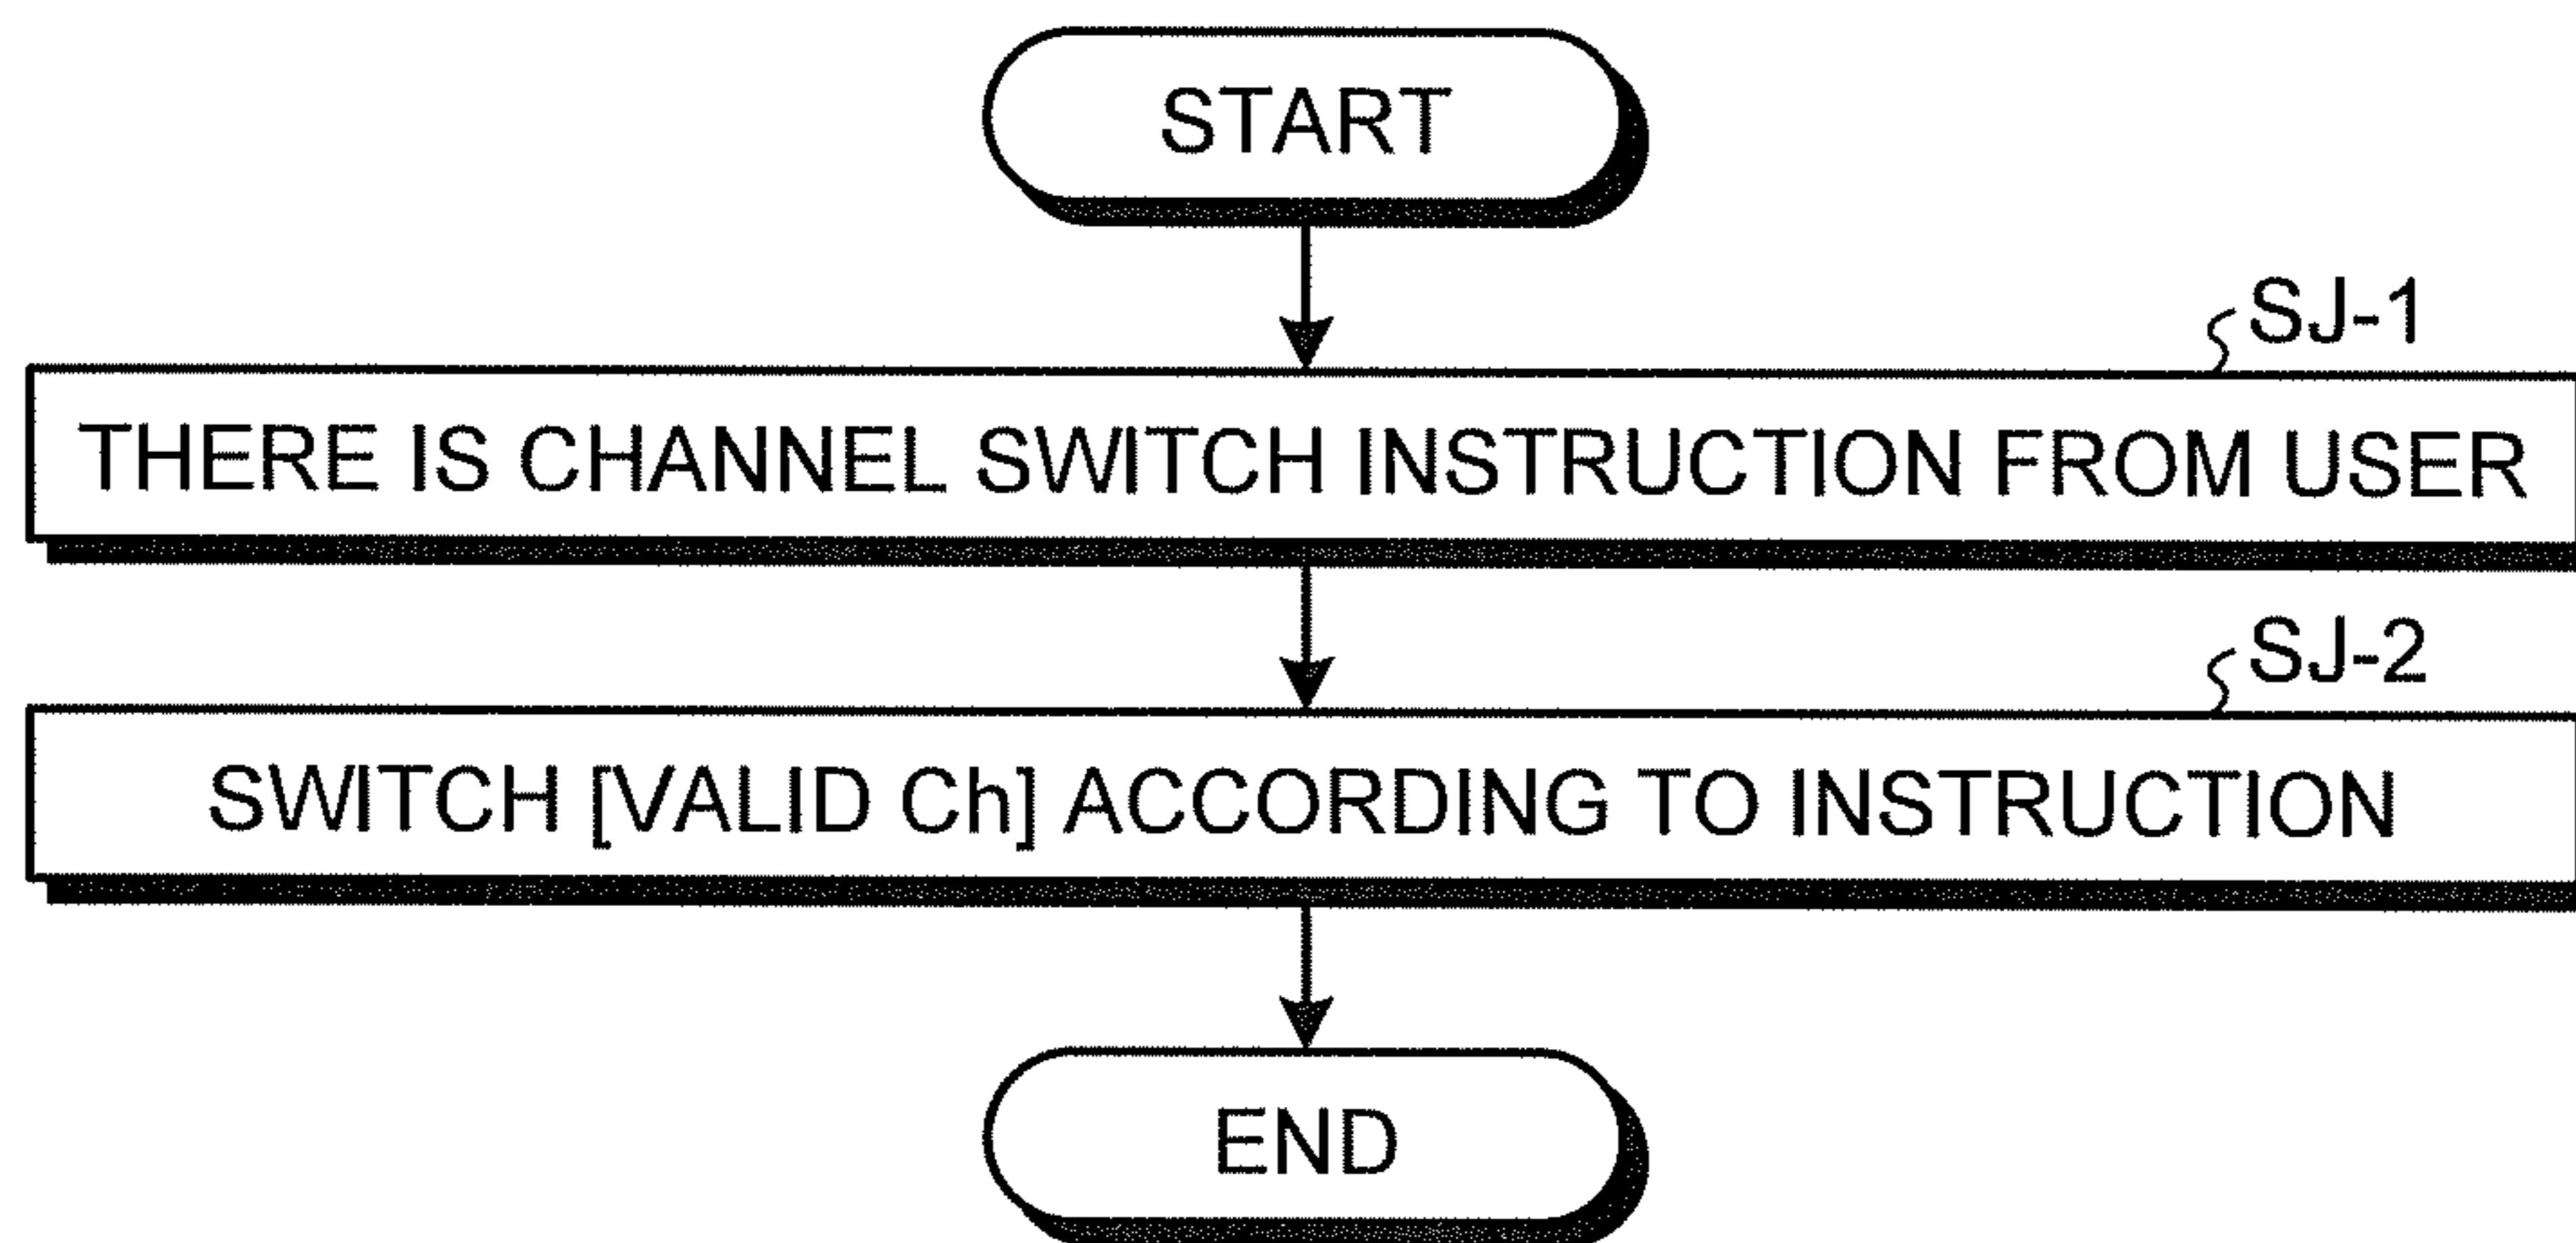 START
SJ-1
THERE IS CHANNEL SWITCH INSTRUCTION FROM USER
SJ-2
SWITCH [VALID Ch] ACCORDING TO INSTRUCTION
END